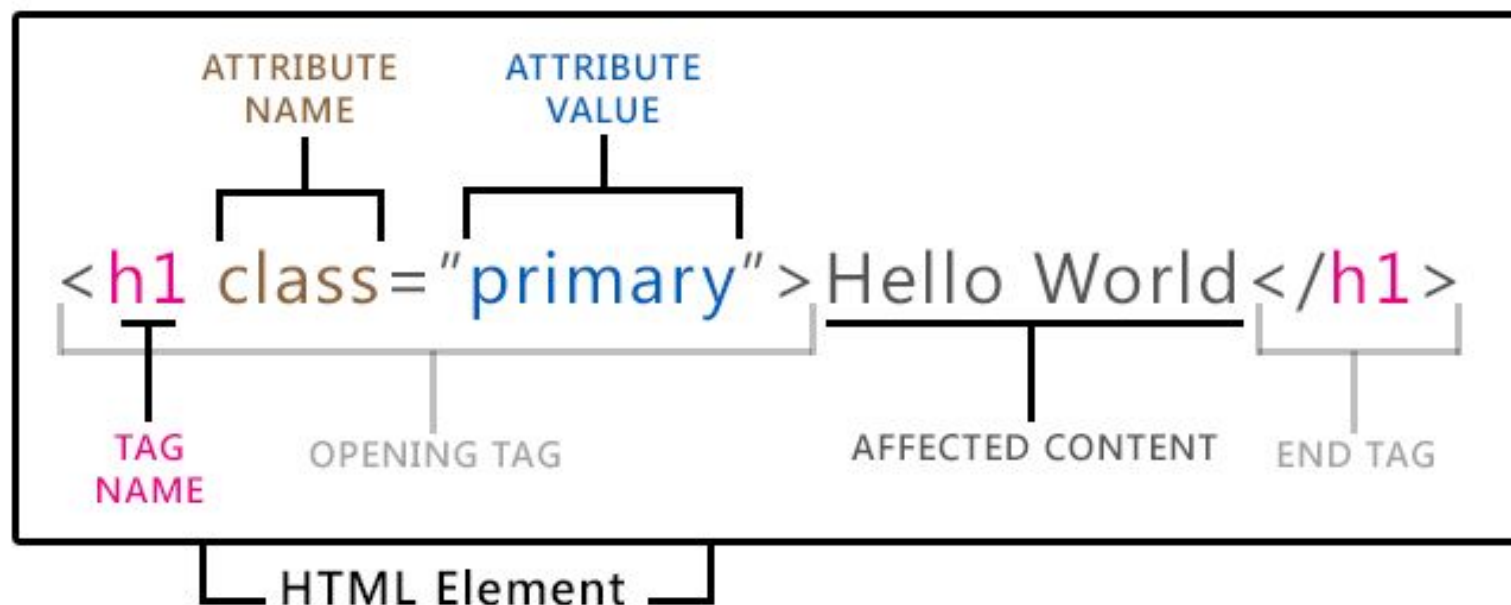 ATTRIBUTE NAME
ATTRIBUTE VALUE
<h1 class="primary">Hello World</h1>
TAG NAME
OPENING TAG
AFFECTED CONTENT
END TAG
HTML Element